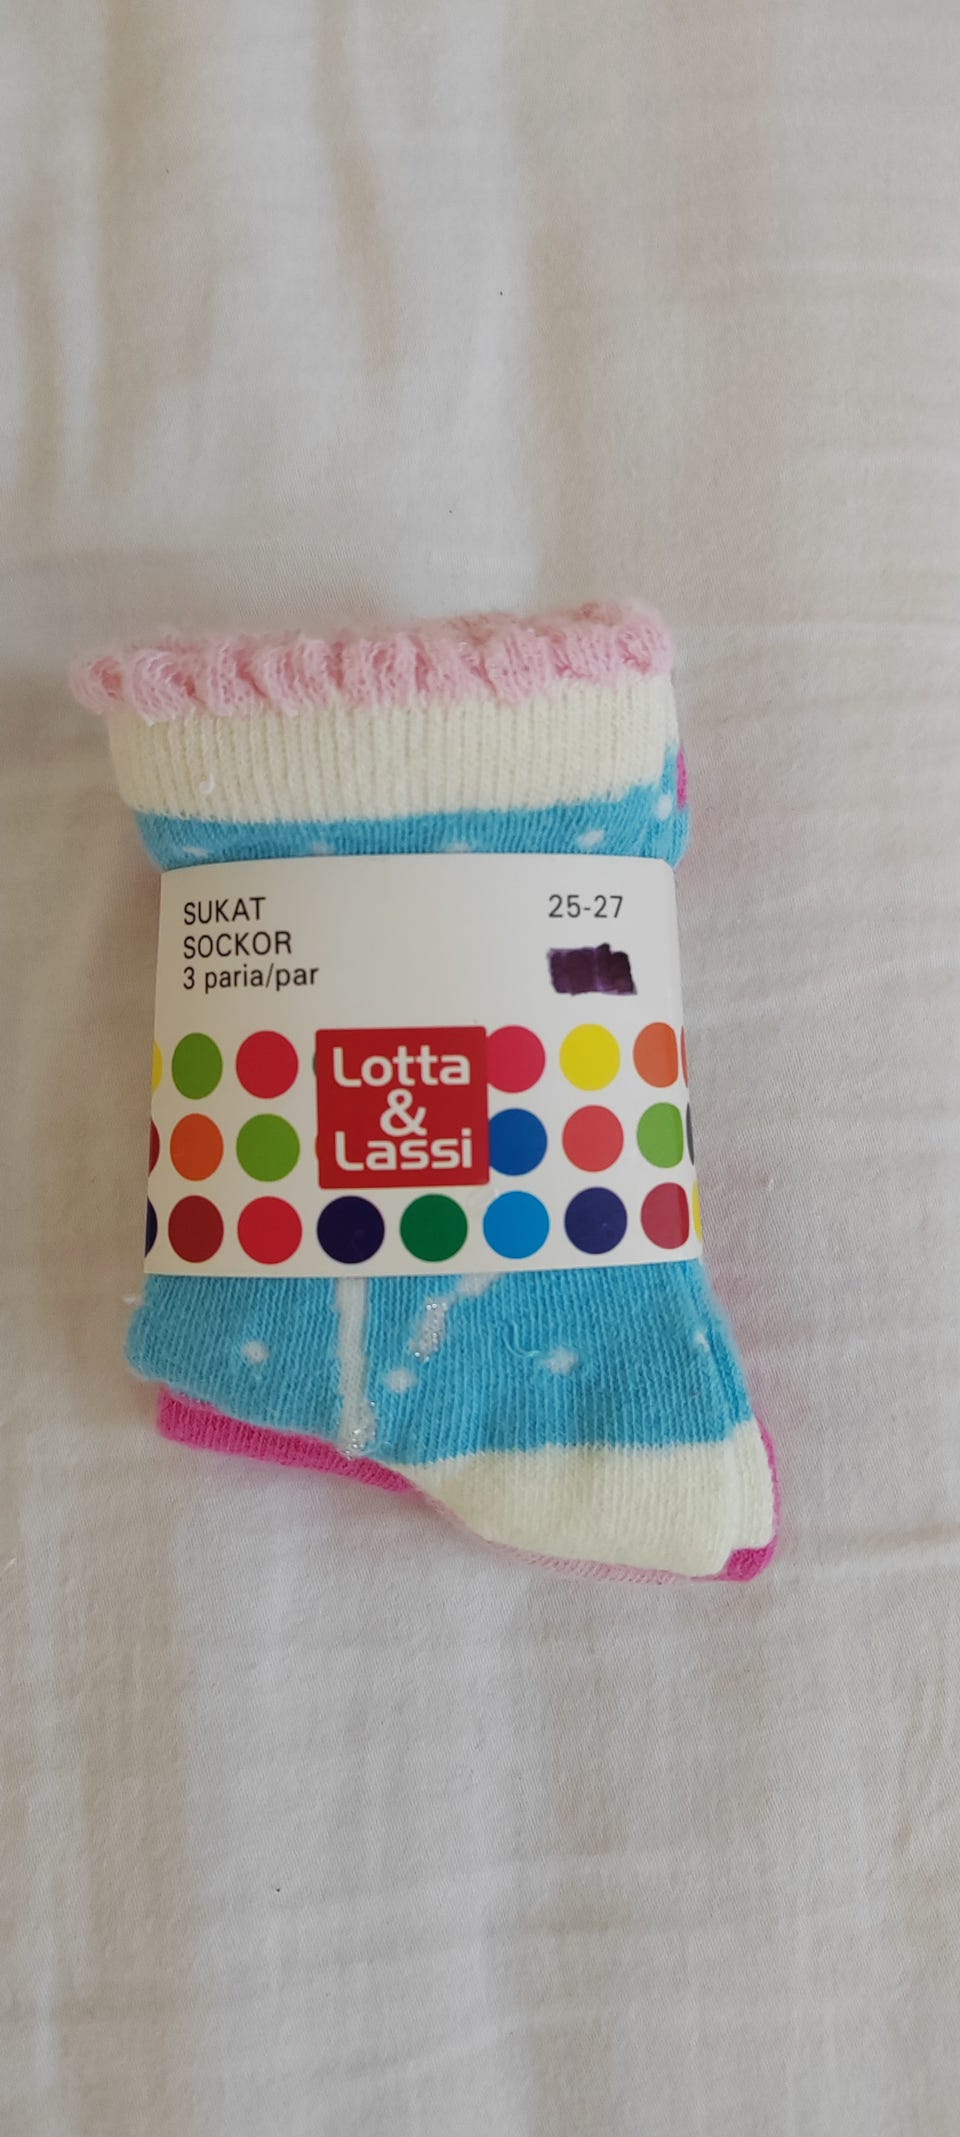 SUKAT
SOCKOR
3 paria/par
25-27
Lotta
&
Lassi